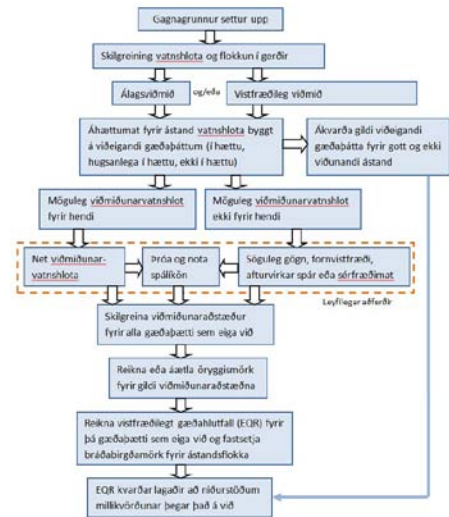 Gagnagrunnur settur upp
Skilgreining vatnshlota og flokkun í gerðir
Álagsviðmið
og/eða
Vistfræðileg viðmið
Áhættumat fyrir ástand vatnshlota byggt
á viðeigandi gæðaþáttum (í hættu,
hugsanlega í hættu, ekki í hættu)
Ákvarða gildi viðeigandi
gæðaþátta fyrir gott og ekki
viðunandi ástand
Möguleg viðmiðunarvatnshlot
fyrir hendi
Möguleg viðmiðunarvatnshlot
ekki fyrir hendi
Net viðmiðunar-
vatnshlota
Þróa og nota
spálíkön
Söguleg gögn, fornvistfræði,
afturvirkar spár eða sérfræðimat
Leyfilegar aðferðir
Skilgreina viðmiðunaraðstæður
fyrir alla gæðaþætti sem eiga við
Reikna eða áætla öryggismörk
fyrir gildi viðmiðunaraðstæðna
Reikna vistfræðilegt gæðahlutfall (EQR) fyrir
þá gæðaþætti sem eiga við og fastsetja
bráðabirgðamörk fyrir ástandsflokka
EQR kvarðar lagaðir að niðurstöðum
millikvörðunar þegar það á við